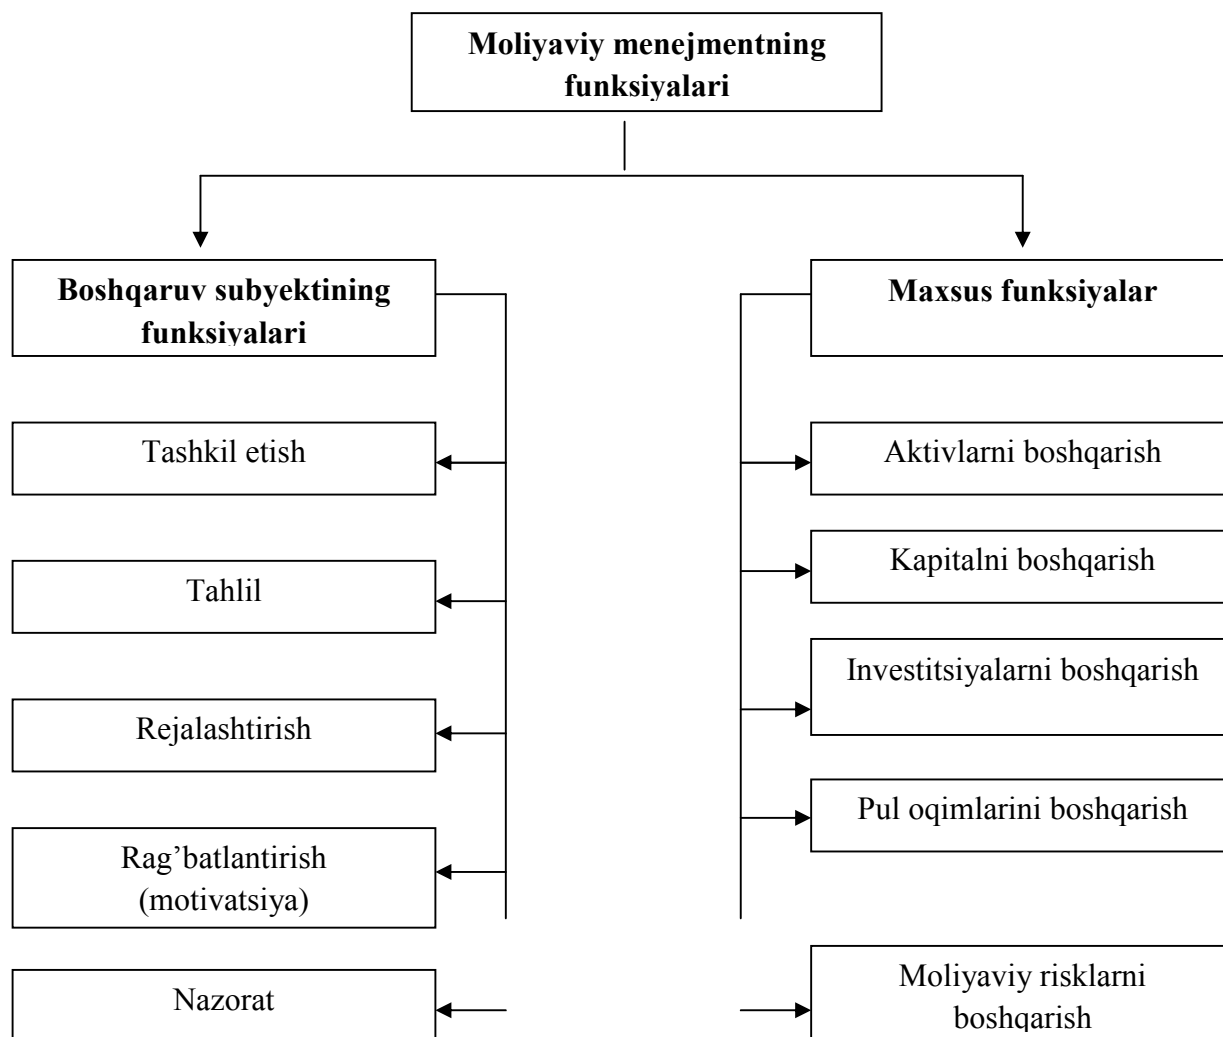 Moliyaviy menejmentning
funksiyalari
Boshqaruv subyektining
funksiyalari
Tashkil etish
Tahlil
Rejalashtirish
Rag’batlantirish
(motivatsiya)
Nazorat
Maxsus funksiyalar
Aktivlarni boshqarish
Kapitalni boshqarish
Investitsiyalarni boshqarish
Pul oqimlarini boshqarish
Moliyaviy risklarni
boshqarish